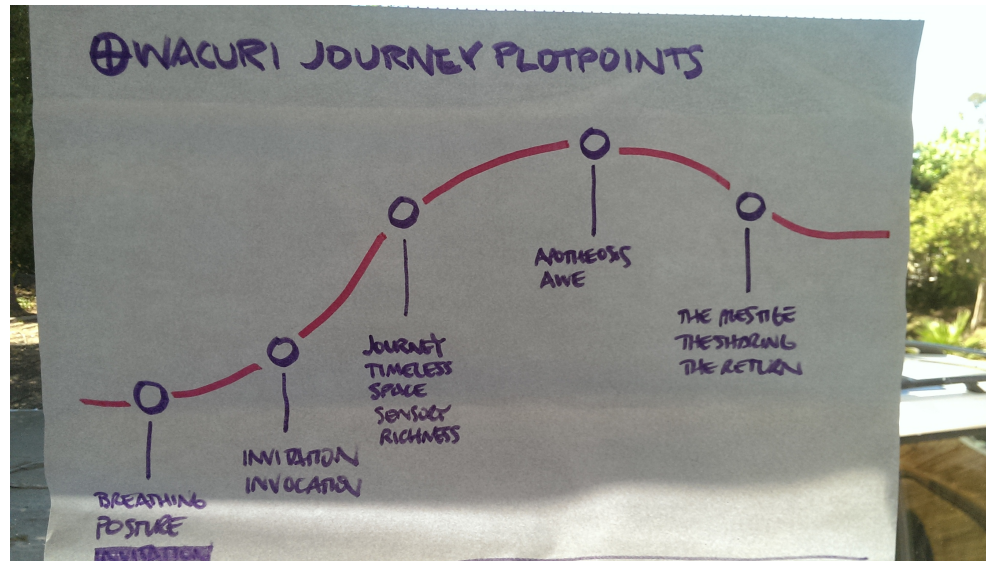 WACURI JOURNEY PLOTPOINTS
APOTHEOSIS
AWE
THE PRESTIGE
THE SHARING
THE RETURN
JOURNEY
TIMELESS
SPACE
SENSORY
RICHNESS
INVITATION
INVOCATION
BREATHING
POSTURE